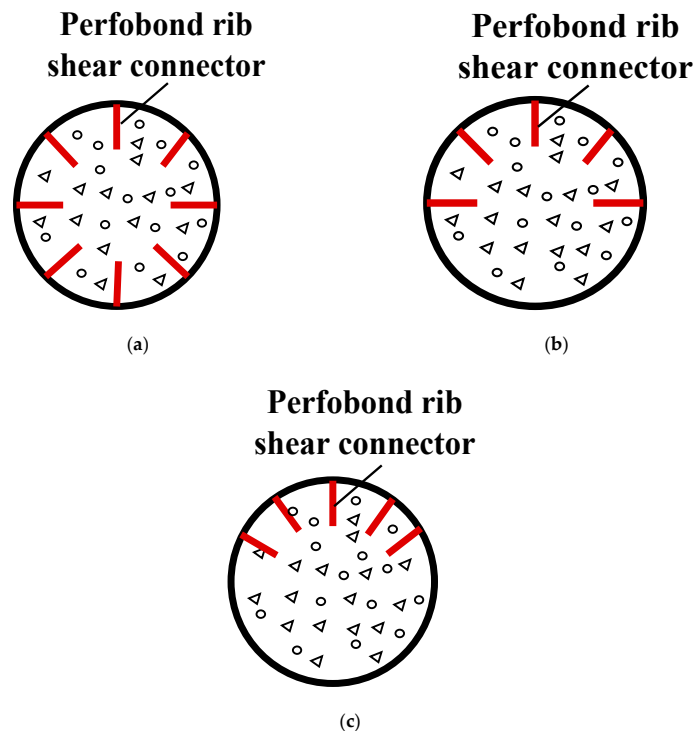 Perfobond rib
shear connector
(a)
Perfobond rib
shear connector
(b)
Perfobond rib
shear connector
(c)